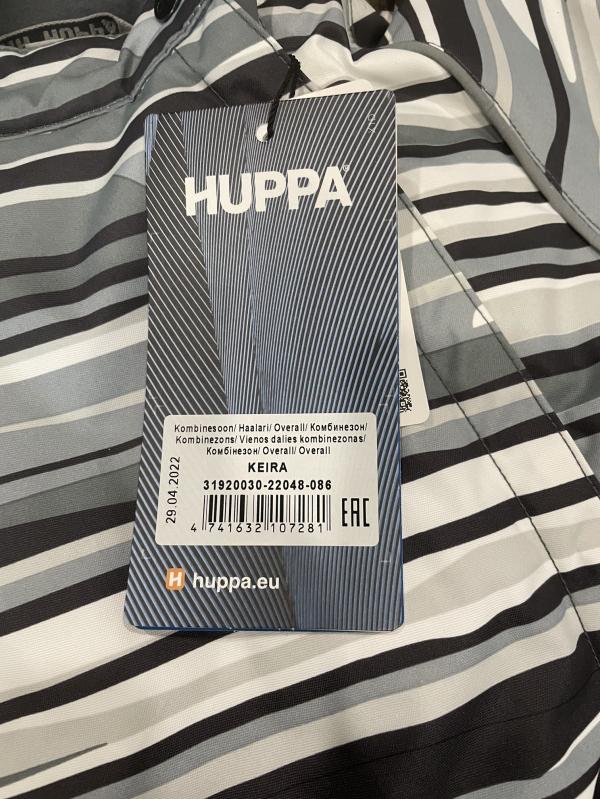 HUPPA
HUPPA®
Kombinesoon/ Haalari/ Overall/ Комбинезон/
Kombinezons/ Vienos dalies kombinezonas/
Комбінезон/ Overall/ Overall
KEIRA
31920030-22048-086
29.04.2022
4 741632 107281
EAC
H huppa.eu